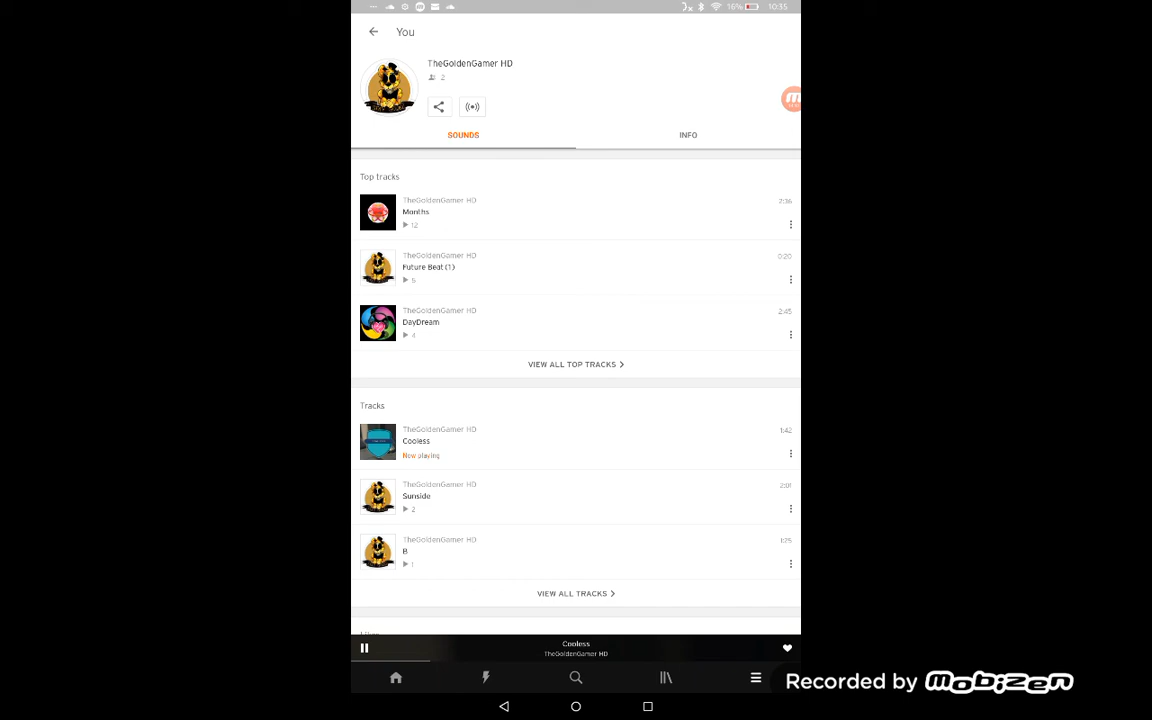 16% 10:35
You
TheGoldenGamer HD
2
SOUNDS INFO
Top tracks
TheGoldenGamer HD 2:36
Months
12
TheGoldenGamer HD 0:20
Future Beat (1)
5
TheGoldenGamer HD 2:45
DayDream
4
VIEW ALL TOP TRACKS
Tracks
TheGoldenGamer HD 1:42
Cooless
Now playing
TheGoldenGamer HD 2:01
Sunside
2
TheGoldenGamer HD 1:25
B
1
VIEW ALL TRACKS
Cooless
TheGoldenGamer HD
Recorded by mobizen